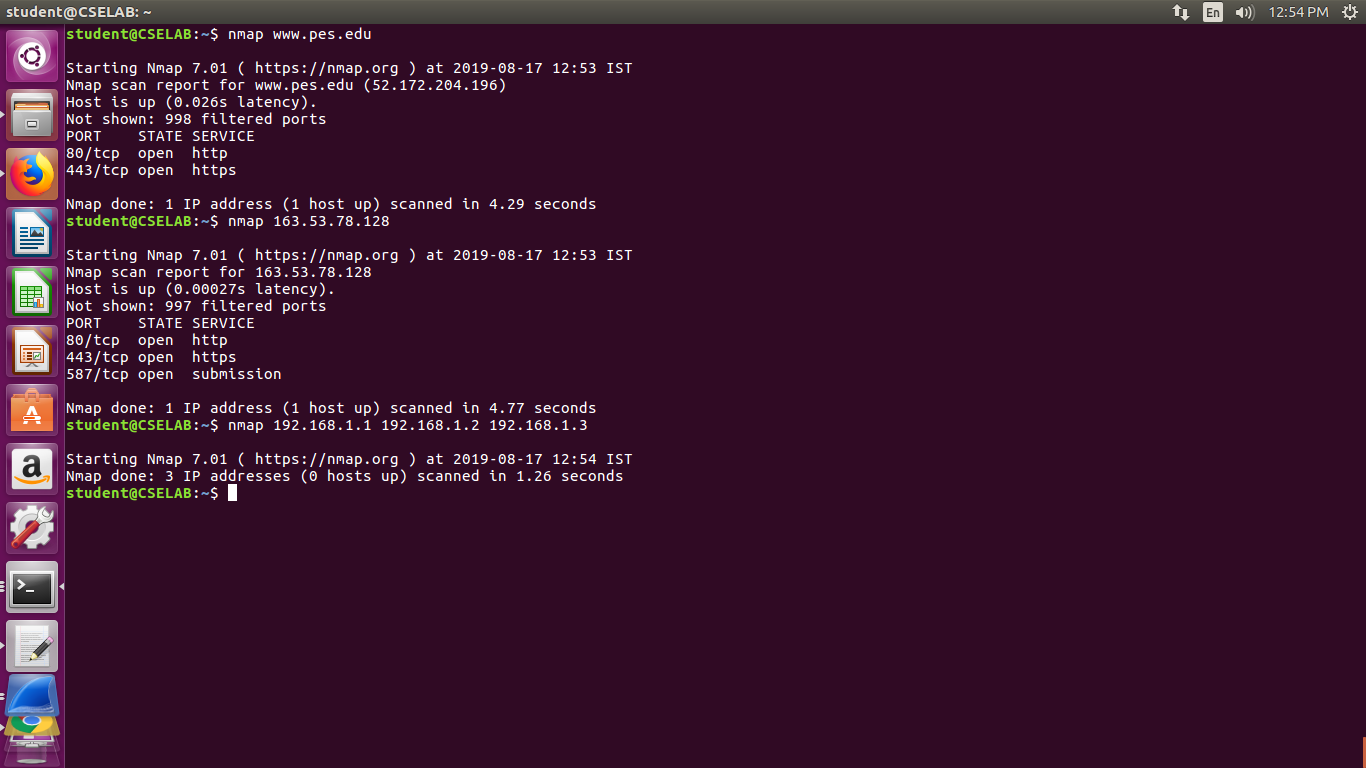 student@CSELAB: ~
En
12:54 PM
student@CSELAB:~$ nmap www.pes.edu
Starting Nmap 7.01 ( https://nmap.org ) at 2019-08-17 12:53 IST
Nmap scan report for www.pes.edu (52.172.204.196)
Host is up (0.026s latency).
Not shown: 998 filtered ports
PORT    STATE SERVICE
80/tcp  open  http
443/tcp open  https
Nmap done: 1 IP address (1 host up) scanned in 4.29 seconds
student@CSELAB:~$ nmap 163.53.78.128
Starting Nmap 7.01 ( https://nmap.org ) at 2019-08-17 12:53 IST
Nmap scan report for 163.53.78.128
Host is up (0.00027s latency).
Not shown: 997 filtered ports
PORT    STATE SERVICE
80/tcp  open  http
443/tcp open  https
587/tcp open  submission
Nmap done: 1 IP address (1 host up) scanned in 4.77 seconds
student@CSELAB:~$ nmap 192.168.1.1 192.168.1.2 192.168.1.3
Starting Nmap 7.01 ( https://nmap.org ) at 2019-08-17 12:54 IST
Nmap done: 3 IP addresses (0 hosts up) scanned in 1.26 seconds
student@CSELAB:~$